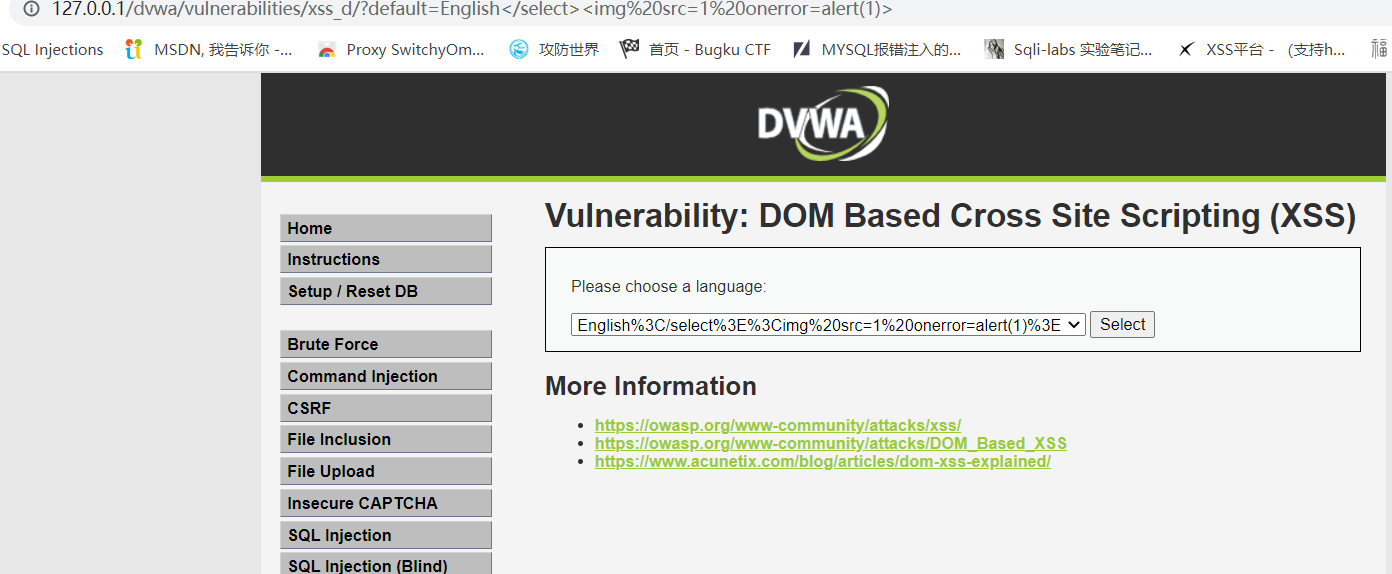 127.0.0.1/dvwa/vulnerabilities/xss_d/?default=English</select><img%20src=1%20onerror=alert(1)>
SQL Injections MSDN, 我告诉你 -... Proxy SwitchyOm... 攻防世界 首页 - Bugku CTF MYSQL报错注入的... Sqli-labs 实验笔记... XSS平台 - (支持h... 福
DVWA
Vulnerability: DOM Based Cross Site Scripting (XSS)
Home
Instructions
Setup / Reset DB
Brute Force
Command Injection
CSRF
File Inclusion
File Upload
Insecure CAPTCHA
SQL Injection
SQL Injection (Blind)
Please choose a language:
English%3C/select%3E%3Cimg%20src=1%20onerror=alert(1)%3E Select
More Information
https://owasp.org/www-community/attacks/xss/
https://owasp.org/www-community/attacks/DOM_Based_XSS
https://www.acunetix.com/blog/articles/dom-xss-explained/